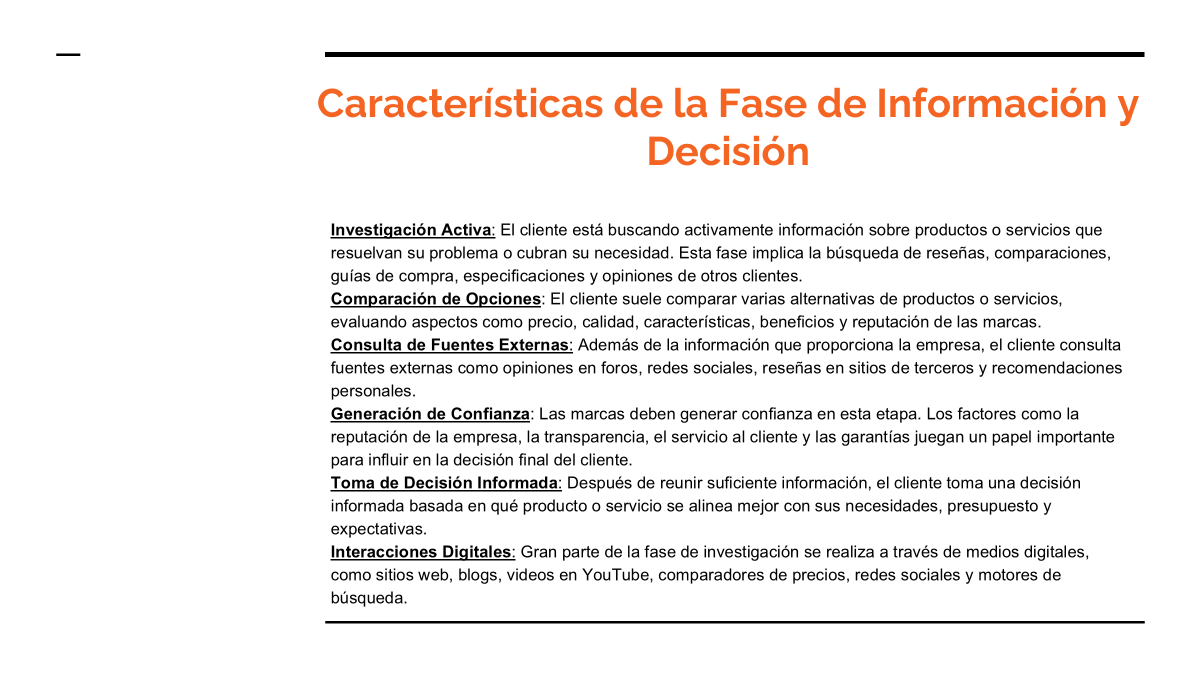 Características de la Fase de Información y
Decisión
Investigación Activa: El cliente está buscando activamente información sobre productos o servicios que
resuelvan su problema o cubran su necesidad. Esta fase implica la búsqueda de reseñas, comparaciones,
guías de compra, especificaciones y opiniones de otros clientes.
Comparación de Opciones: El cliente suele comparar varias alternativas de productos o servicios,
evaluando aspectos como precio, calidad, características, beneficios y reputación de las marcas.
Consulta de Fuentes Externas: Además de la información que proporciona la empresa, el cliente consulta
fuentes externas como opiniones en foros, redes sociales, reseñas en sitios de terceros y recomendaciones
personales.
Generación de Confianza: Las marcas deben generar confianza en esta etapa. Los factores como la
reputación de la empresa, la transparencia, el servicio al cliente y las garantías juegan un papel importante
para influir en la decisión final del cliente.
Toma de Decisión Informada: Después de reunir suficiente información, el cliente toma una decisión
informada basada en qué producto o servicio se alinea mejor con sus necesidades, presupuesto y
expectativas.
Interacciones Digitales: Gran parte de la fase de investigación se realiza a través de medios digitales,
como sitios web, blogs, videos en YouTube, comparadores de precios, redes sociales y motores de
búsqueda.